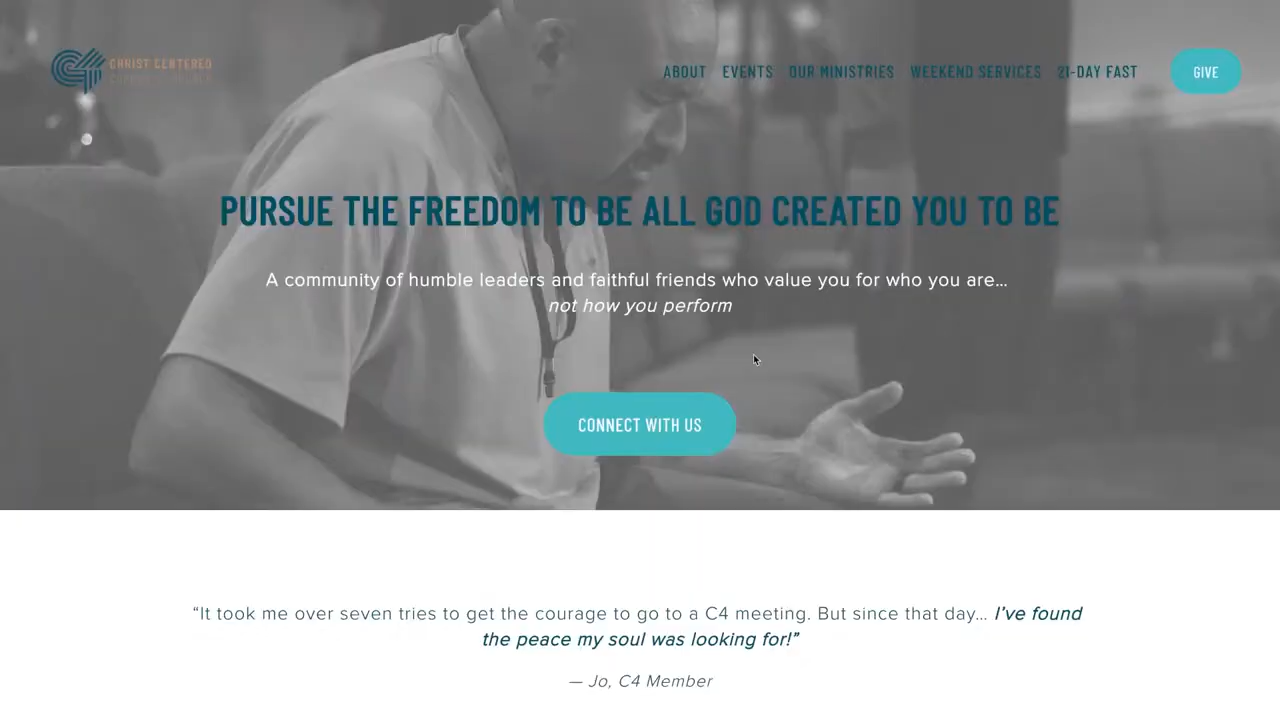 CHRIST CENTERED
ABOUT EVENTS OUR MINISTRIES WEEKEND SERVICES 21-DAY FAST GIVE
PURSUE THE FREEDOM TO BE ALL GOD CREATED YOU TO BE
A community of humble leaders and faithful friends who value you for who you are...
not how you perform
CONNECT WITH US
“It took me over seven tries to get the courage to go to a C4 meeting. But since that day... I’ve found
the peace my soul was looking for!”
— Jo, C4 Member